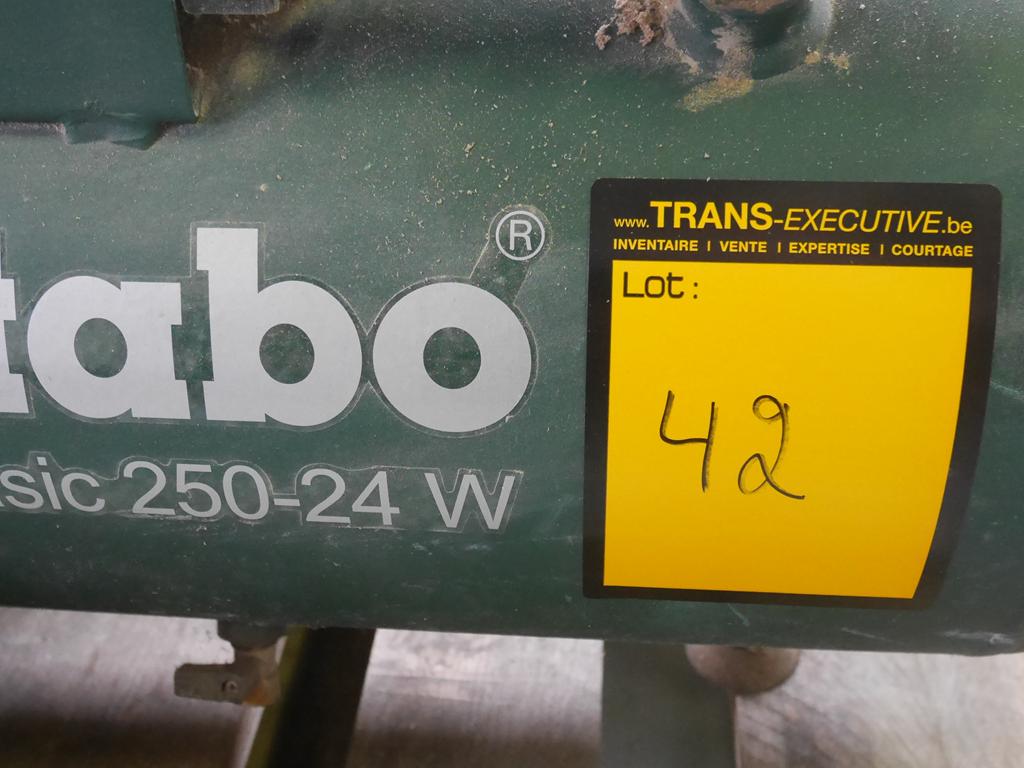 tabo®
sic 250-24 W
www.TRANS-EXECUTIVE.be
INVENTAIRE | VENTE | EXPERTISE | COURTAGE
Lot:
42